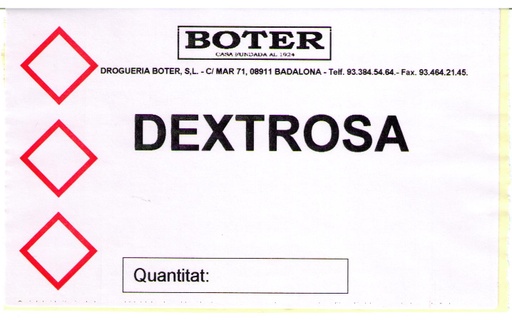 BOTER
CASA FUNDADA AL 1924
DROGUERIA BOTER, S,L. - C/ MAR 71, 08911 BADALONA - Telf. 93.384.54.64.- Fax. 93.464.21.45.
DEXTROSA
Quantitat: